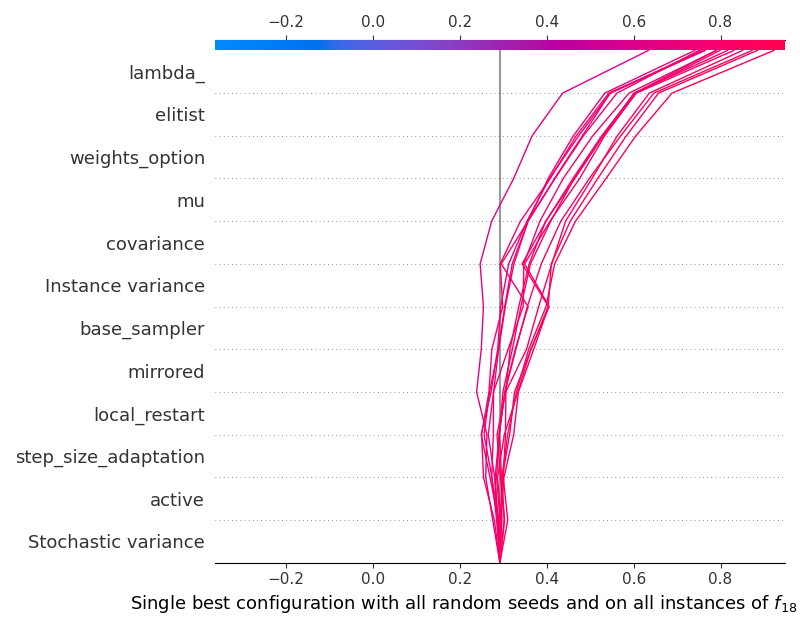 −0.2 0.0 0.2 0.4 0.6 0.8
lambda_
elitist
weights_option
mu
covariance
Instance variance
base_sampler
mirrored
local_restart
step_size_adaptation
active
Stochastic variance
−0.2 0.0 0.2 0.4 0.6 0.8
Single best configuration with all random seeds and on all instances of f₁₈